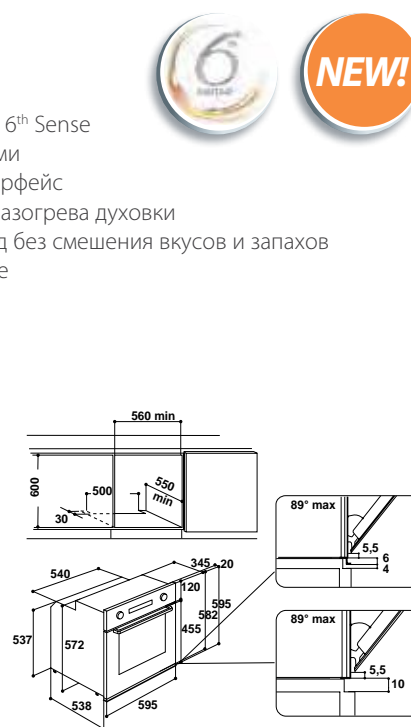 6
sense
NEW!
6th Sense
ми
рфейс
азогрева духовки
д без смешения вкусов и запахов
е
560 min
600
500
550
min
30
89° max
5,5
6
4
540
345
20
120
595
582
455
537
572
538
595
89° max
5,5
10